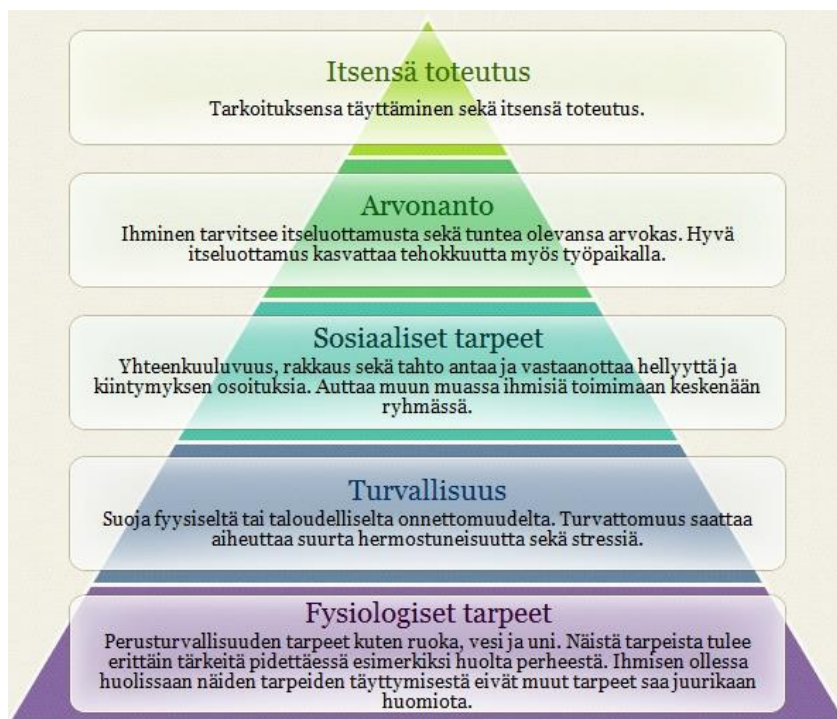 Itsensä toteutus
Tarkoituksensa täyttäminen sekä itsensä toteutus.
Arvonanto
Ihminen tarvitsee itseluottamusta sekä tuntea olevansa arvokas. Hyvä
itseluottamus kasvattaa tehokkuutta myös työpaikalla.
Sosiaaliset tarpeet
Yhteenkuuluvuus, rakkaus sekä tahto antaa ja vastaanottaa hellyyttä ja
kiintymyksen osoituksia. Auttaa muun muassa ihmisiä toimimaan keskenään
ryhmässä.
Turvallisuus
Suoja fyysiseltä tai taloudelliselta onnettomuudelta. Turvattomuus saattaa
aiheuttaa suurta hermostuneisuutta sekä stressiä.
Fysiologiset tarpeet
Perusturvallisuuden tarpeet kuten ruoka, vesi ja uni. Näistä tarpeista tulee
erittäin tärkeitä pidettäessä esimerkiksi huolta perheestä. Ihmisen ollessa
huolissaan näiden tarpeiden täyttymisestä eivät muut tarpeet saa juurikaan
huomiota.